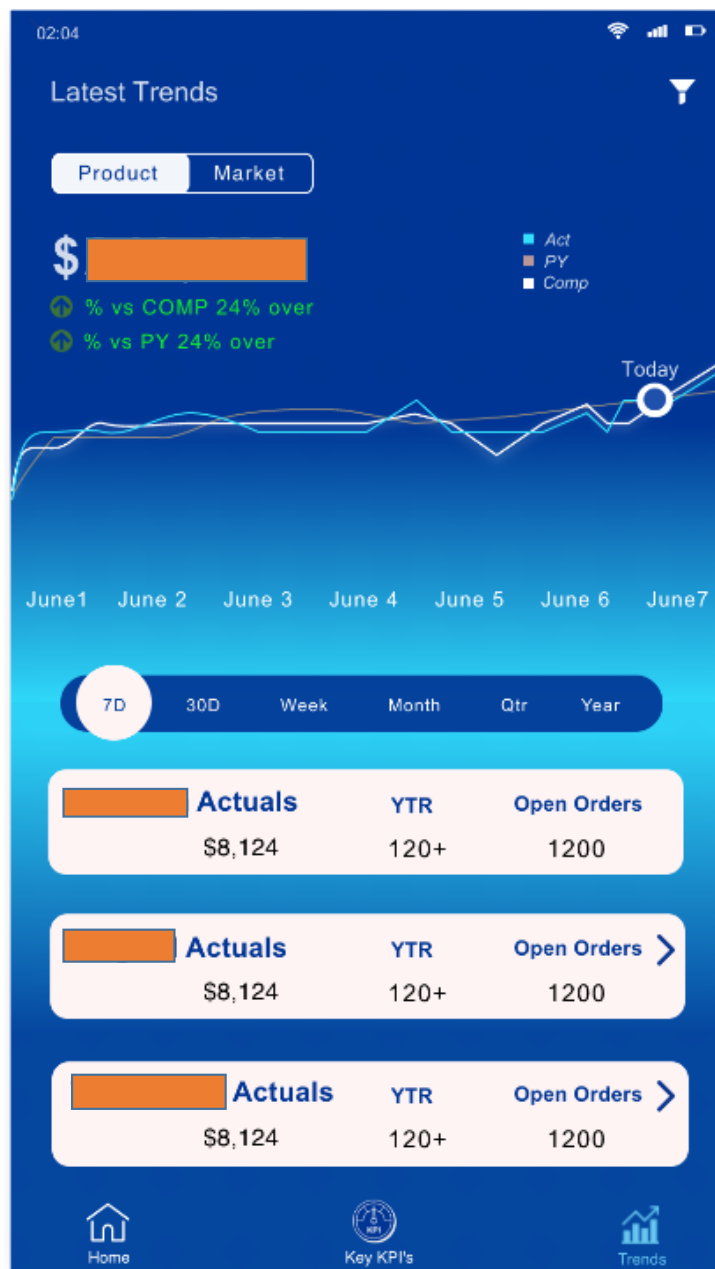 02:04
Latest Trends
Product Market
$
Act
PY
Comp
% vs COMP 24% over
% vs PY 24% over
Today
June1 June 2 June 3 June 4 June 5 June 6 June7
7D 30D Week Month Qtr Year
Actuals YTR Open Orders
$8,124 120+ 1200
Actuals YTR Open Orders
$8,124 120+ 1200
Actuals YTR Open Orders
$8,124 120+ 1200
KPI
Home Key KPI's Trends